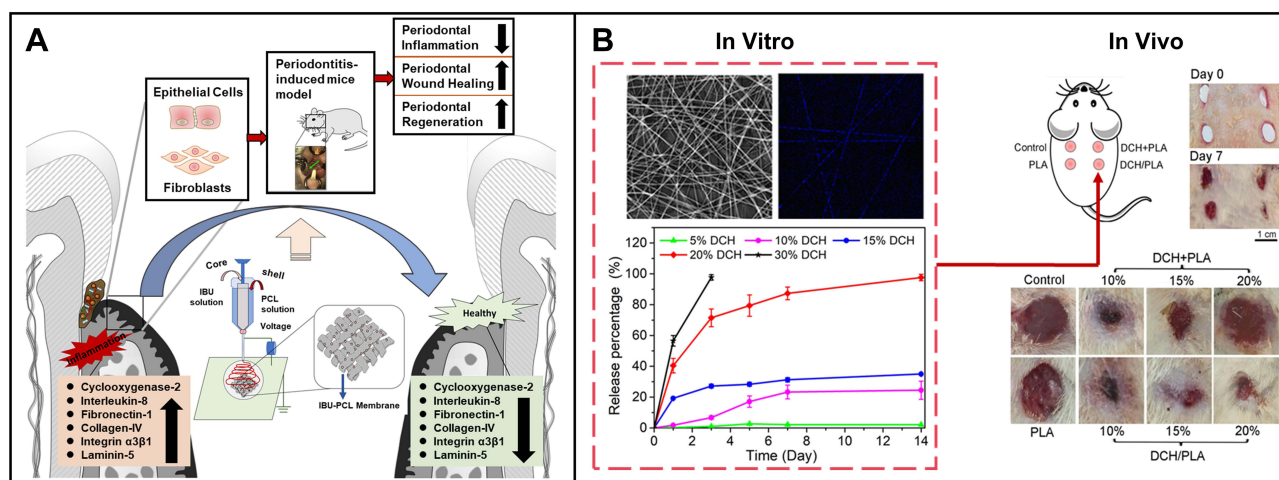 A
Epithelial Cells
Fibroblasts
Periodontitis-
induced mice
model
Periodontal
Inflammation
Periodontal
Wound Healing
Periodontal
Regeneration
Core
shell
IBU
solution
PCL
solution
Voltage
IBU-PCL Membrane
Inflammation
Healthy
● Cyclooxygenase-2
● Interleukin-8
● Fibronectin-1
● Collagen-IV
● Integrin α3β1
● Laminin-5
● Cyclooxygenase-2
● Interleukin-8
● Fibronectin-1
● Collagen-IV
● Integrin α3β1
● Laminin-5
B
In Vitro
5% DCH 10% DCH 15% DCH
20% DCH 30% DCH
Release percentage (%)
120
100
80
60
40
20
0
0 2 4 6 8 10 12 14
Time (Day)
In Vivo
Control DCH+PLA
PLA DCH/PLA
Day 0
Day 7
1 cm
DCH+PLA
Control 10% 15% 20%
PLA 10% 15% 20%
DCH/PLA